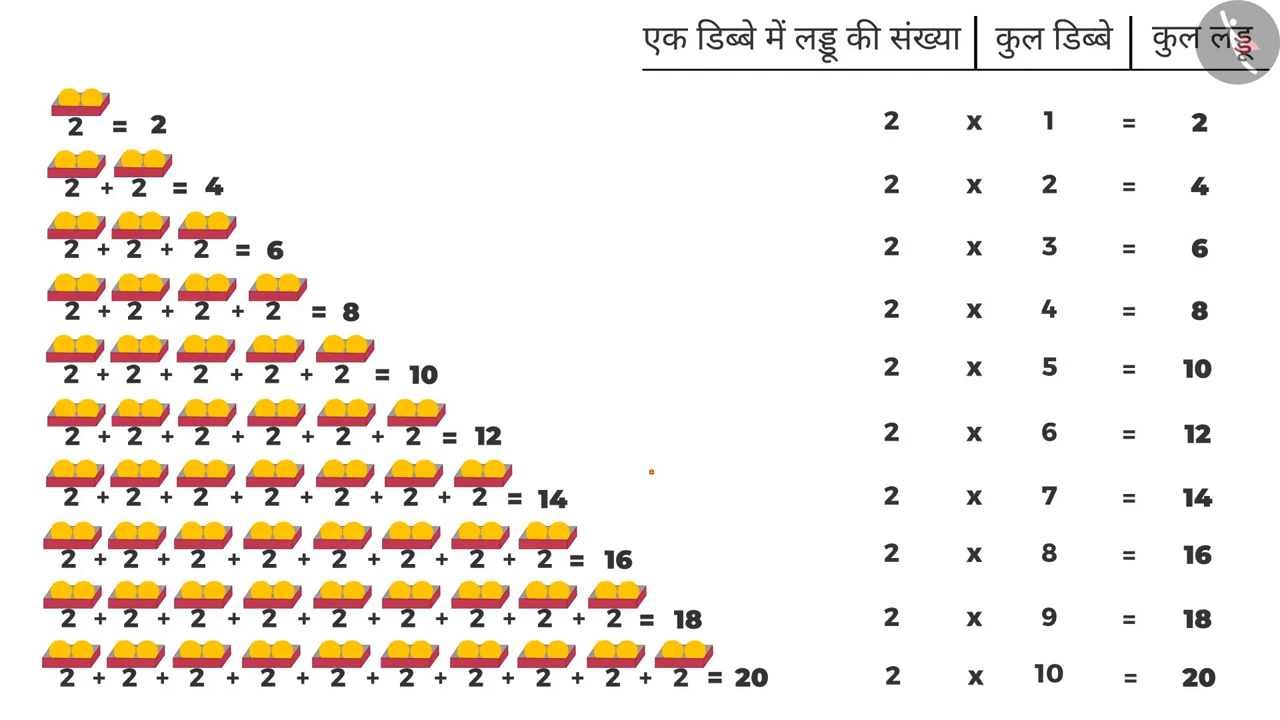 एक डिब्बे में लड्डू की संख्या | कुल डिब्बे | कुल लड्डू
2 = 2 2 x 1 = 2
2 + 2 = 4 2 x 2 = 4
2 + 2 + 2 = 6 2 x 3 = 6
2 + 2 + 2 + 2 = 8 2 x 4 = 8
2 + 2 + 2 + 2 + 2 = 10 2 x 5 = 10
2 + 2 + 2 + 2 + 2 + 2 = 12 2 x 6 = 12
2 + 2 + 2 + 2 + 2 + 2 + 2 = 14 2 x 7 = 14
2 + 2 + 2 + 2 + 2 + 2 + 2 + 2 = 16 2 x 8 = 16
2 + 2 + 2 + 2 + 2 + 2 + 2 + 2 + 2 = 18 2 x 9 = 18
2 + 2 + 2 + 2 + 2 + 2 + 2 + 2 + 2 + 2 = 20 2 x 10 = 20